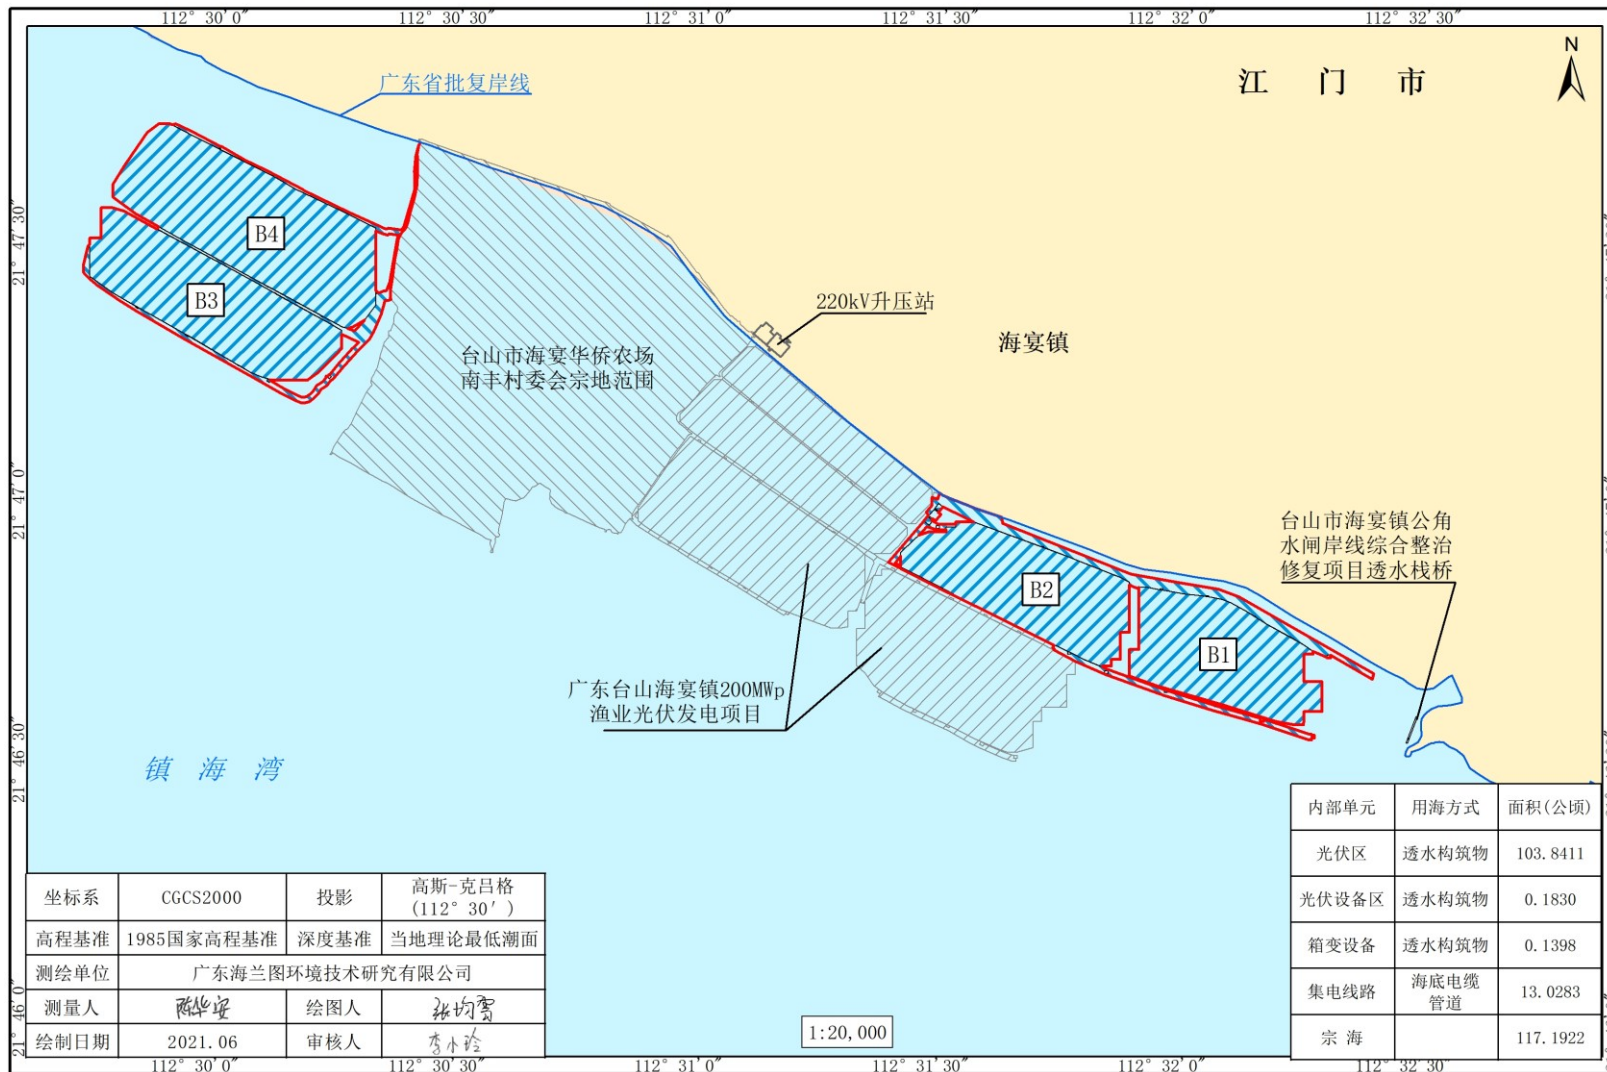 112° 30′ 0″
112° 30′ 30″
112° 31′ 0″
112° 31′ 30″
112° 32′ 0″
112° 32′ 30″
N
江 门 市
广东省批复岸线
21° 47′ 30″
B4
B3
220kV升压站
海宴镇
台山市海宴华侨农场
南丰村委会宗地范围
21° 47′ 0″
台山市海宴镇公角
水闸岸线综合整治
修复项目透水栈桥
B2
B1
广东台山海宴镇200MWp
渔业光伏发电项目
21° 46′ 30″
镇 海 湾
内部单元 用海方式 面积(公顷)
光伏区 透水构筑物 103.8411
光伏设备区 透水构筑物 0.1830
箱变设备 透水构筑物 0.1398
集电线路 海底电缆管道 13.0283
宗 海 117.1922
坐标系 CGCS2000 投影 高斯-克吕格(112° 30′ )
高程基准 1985国家高程基准 深度基准 当地理论最低潮面
测绘单位 广东海兰图环境技术研究有限公司
测量人 绘图人
绘制日期 2021.06 审核人 李小玲
21° 46′ 0″
1:20,000
112° 30′ 0″
112° 30′ 30″
112° 31′ 0″
112° 31′ 30″
112° 32′ 0″
112° 32′ 30″